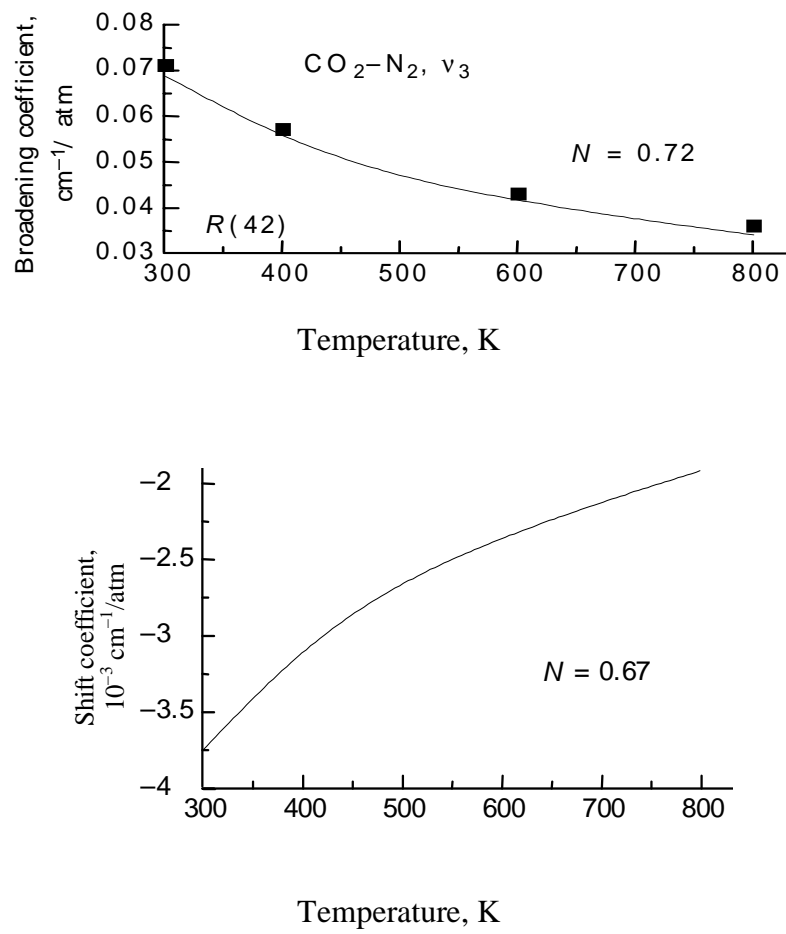 Broadening coefficient,
cm⁻¹/ atm
0.08
0.07
0.06
0.05
0.04
0.03
CO₂–N₂, ν₃
N = 0.72
R(42)
300 400 500 600 700 800
Temperature, K
Shift coefficient,
10⁻³ cm⁻¹/atm
−2
−2.5
−3
−3.5
−4
N = 0.67
300 400 500 600 700 800
Temperature, K